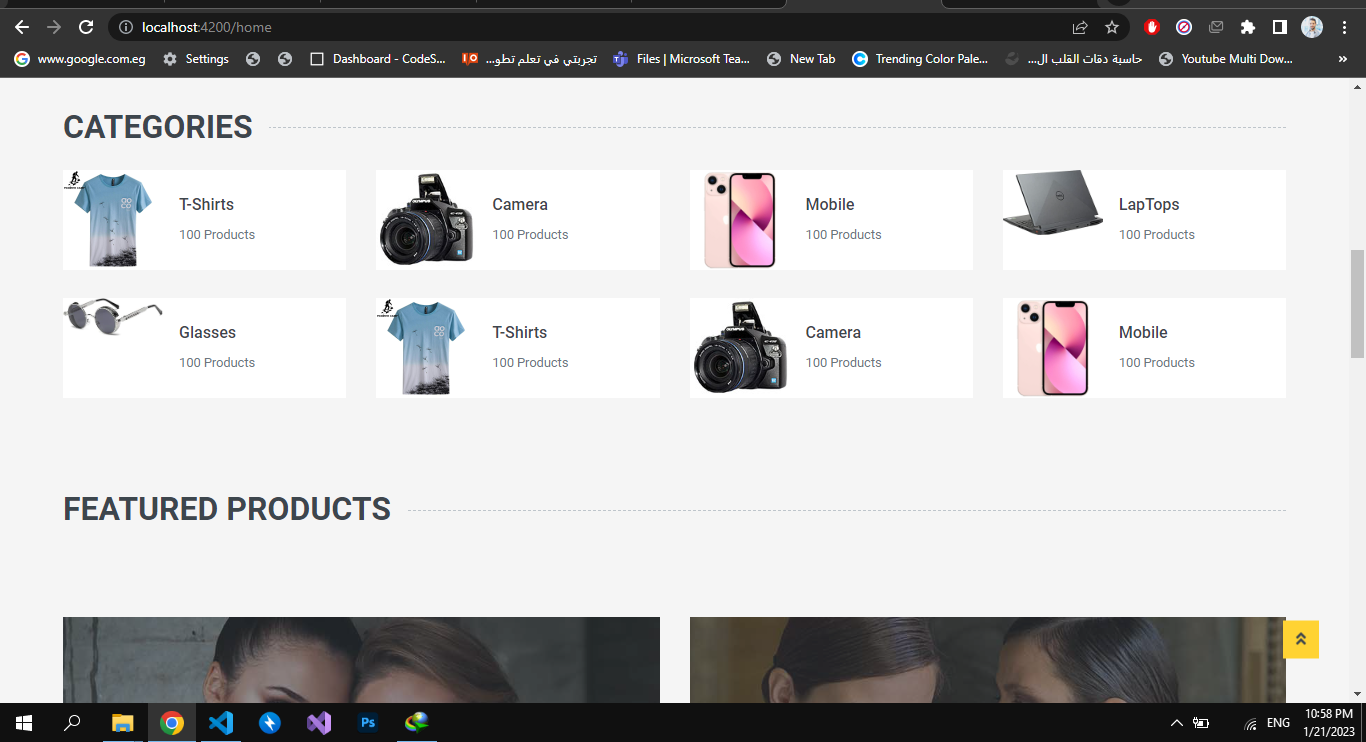 localhost:4200/home
www.google.com.eg
Settings
Dashboard - CodeS...
تجربتي في تعلم تطو...
Files | Microsoft Tea...
New Tab
Trending Color Pale...
حاسبة دقات القلب ال...
Youtube Multi Dow...
CATEGORIES
T-Shirts
100 Products
Camera
100 Products
Mobile
100 Products
LapTops
100 Products
Glasses
100 Products
T-Shirts
100 Products
Camera
100 Products
Mobile
100 Products
FEATURED PRODUCTS
ENG
10:58 PM
1/21/2023